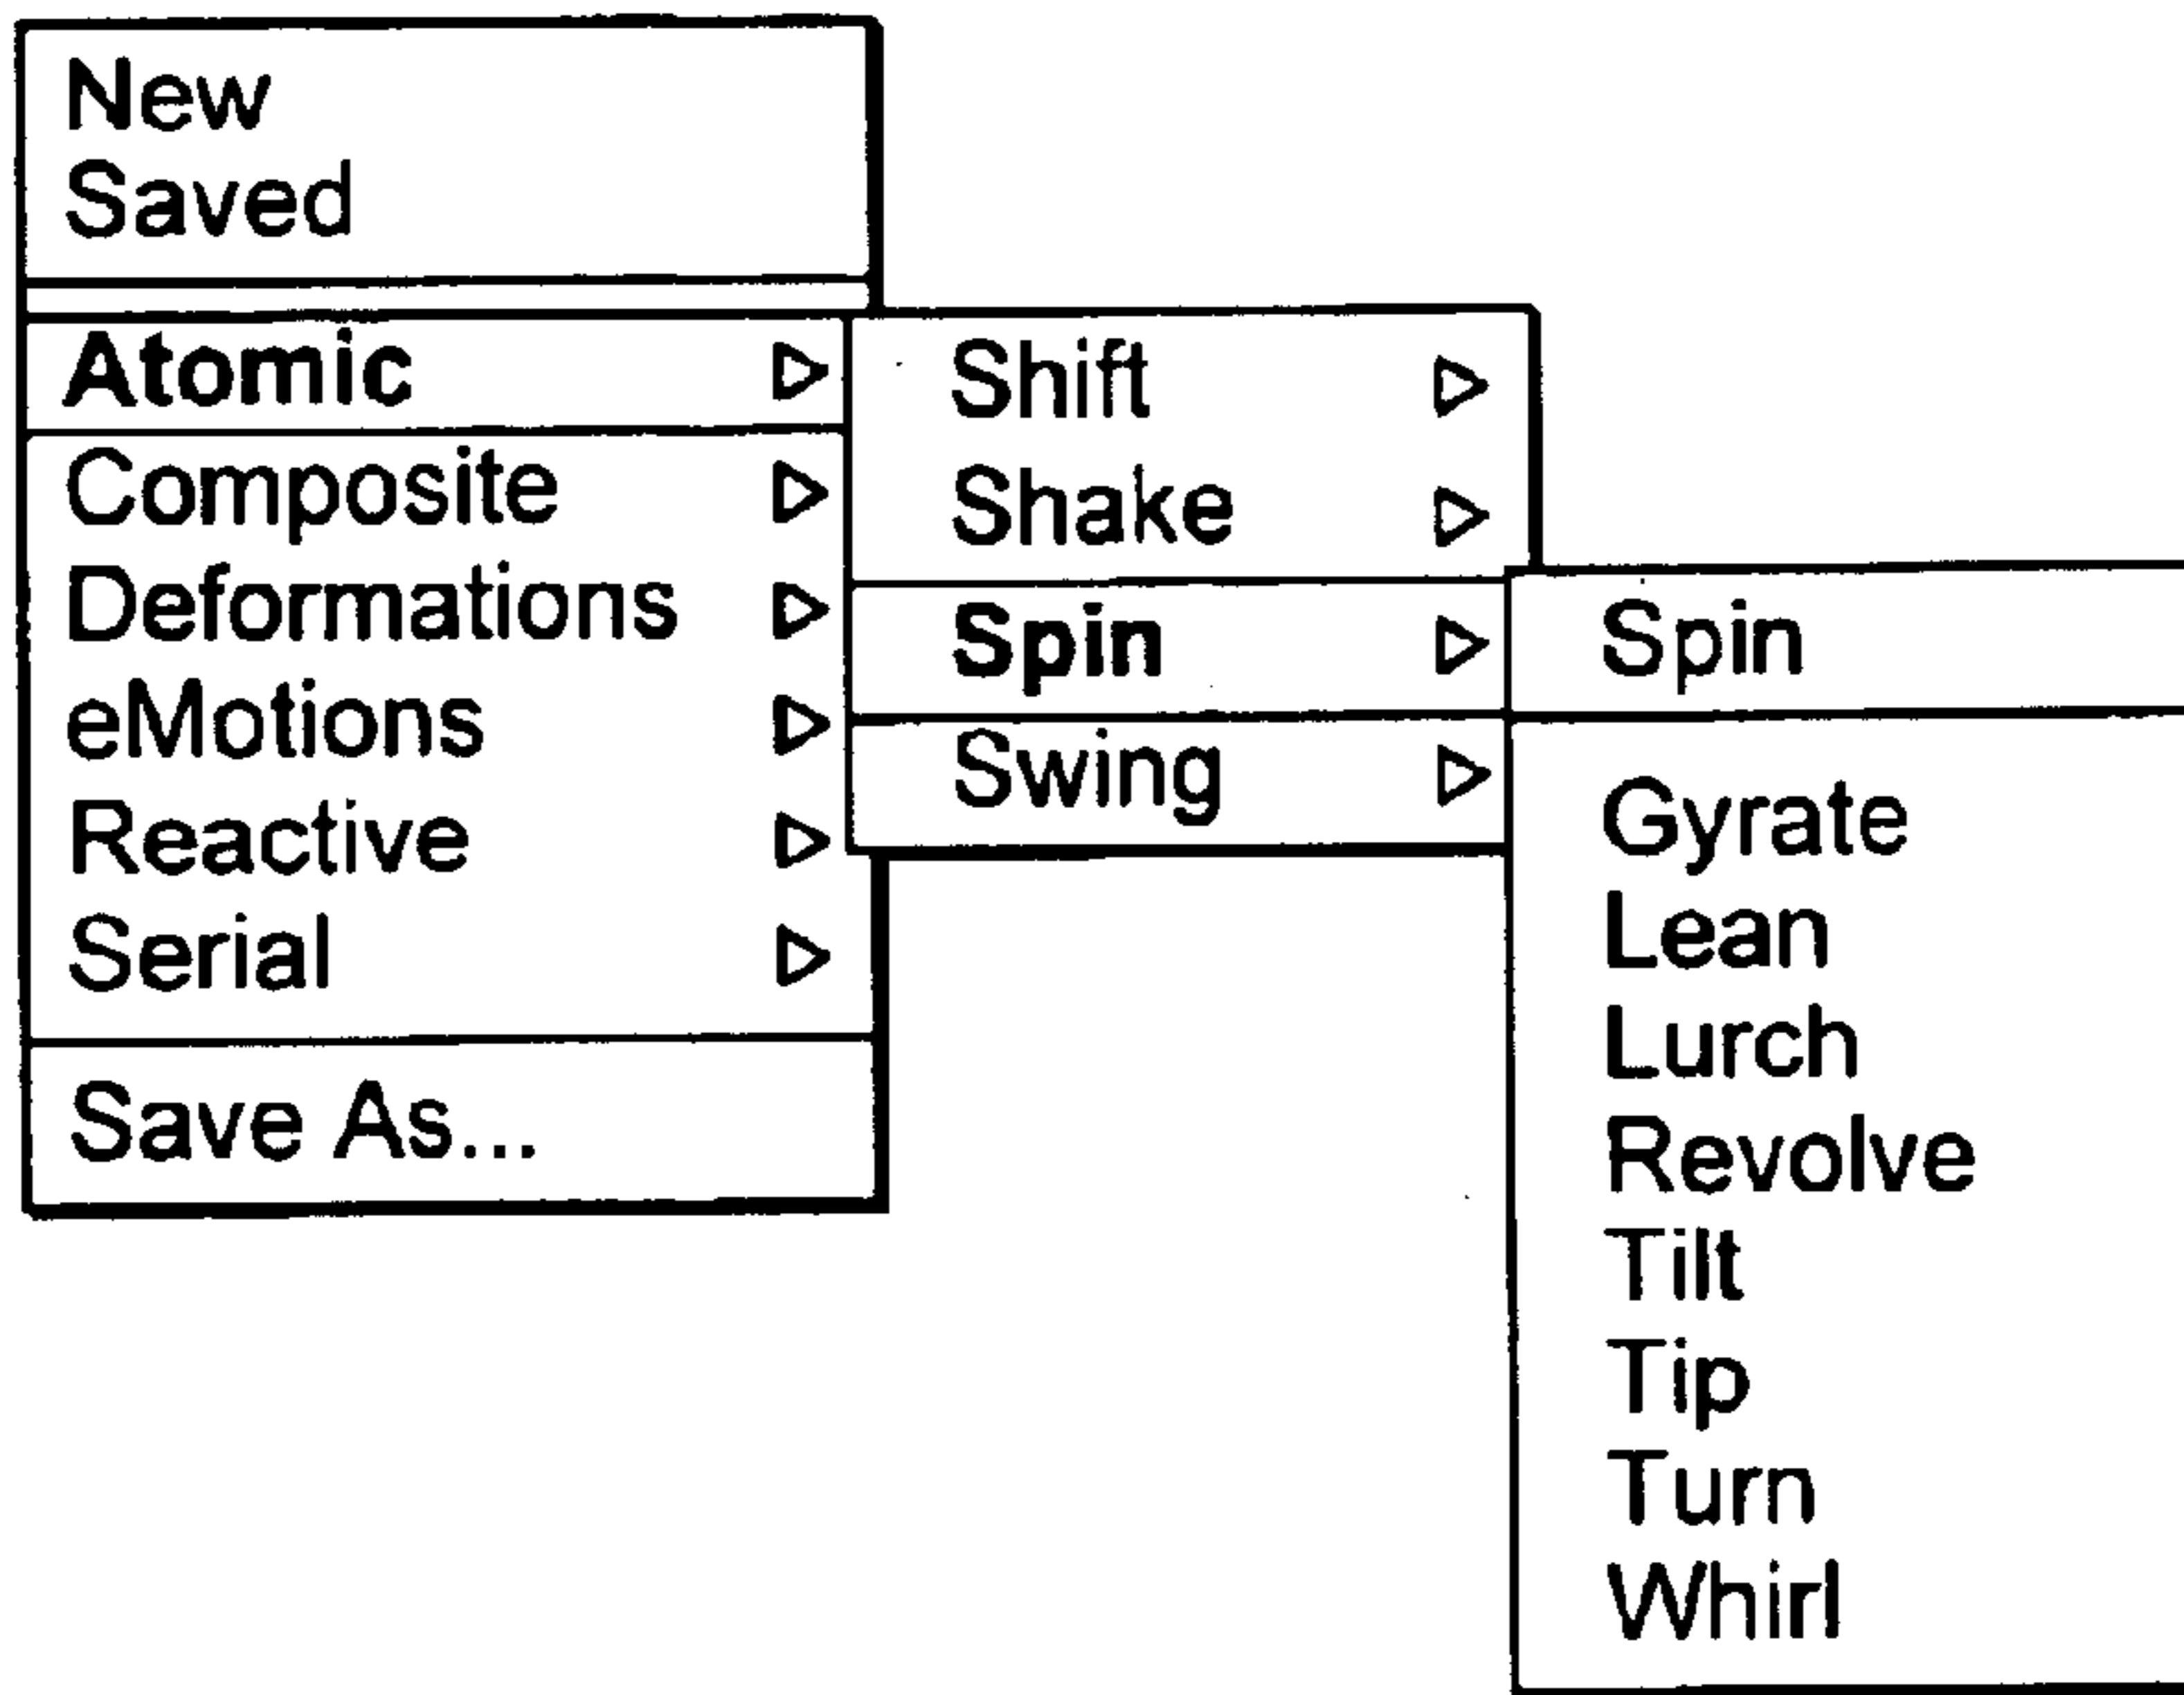 New
Saved
Atomic
Composite
Deformations
eMotions
Reactive
Serial
Save As...
Shift
Shake
Spin
Swing
Spin
Gyrate
Lean
Lurch
Revolve
Tilt
Tip
Turn
Whirl